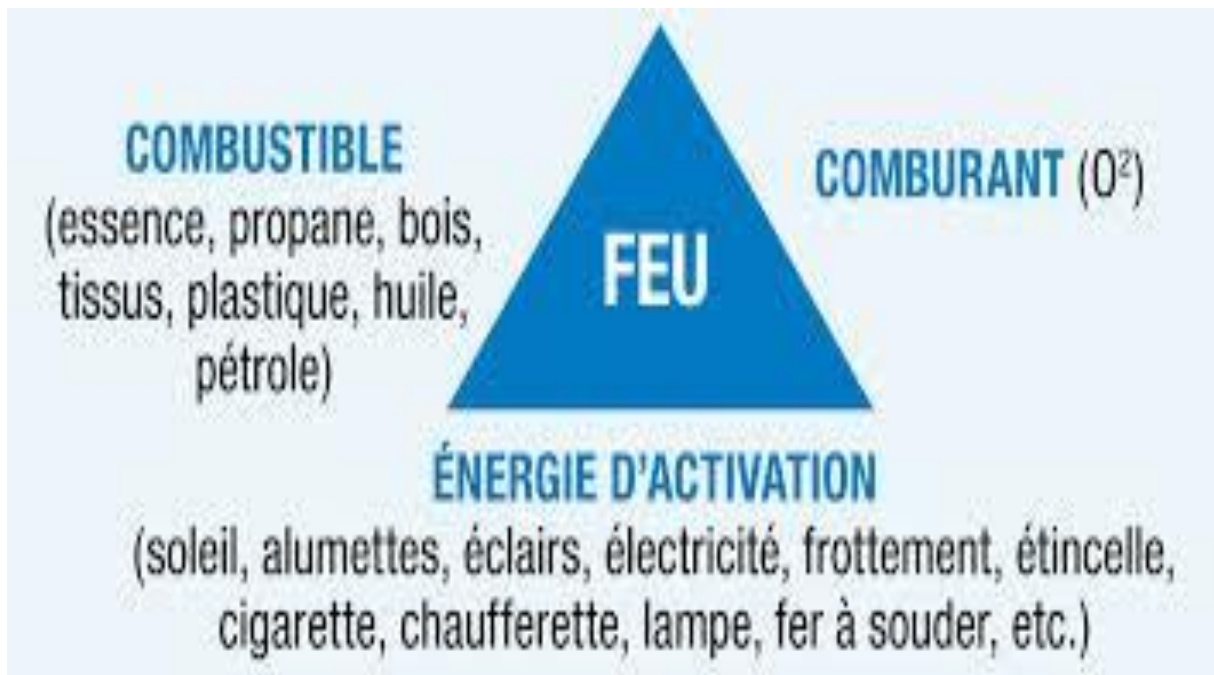 COMBUSTIBLE
(essence, propane, bois,
tissus, plastique, huile,
pétrole)
COMBURANT (O²)
FEU
ÉNERGIE D'ACTIVATION
(soleil, alumettes, éclairs, électricité, frottement, étincelle,
cigarette, chaufferette, lampe, fer à souder, etc.)